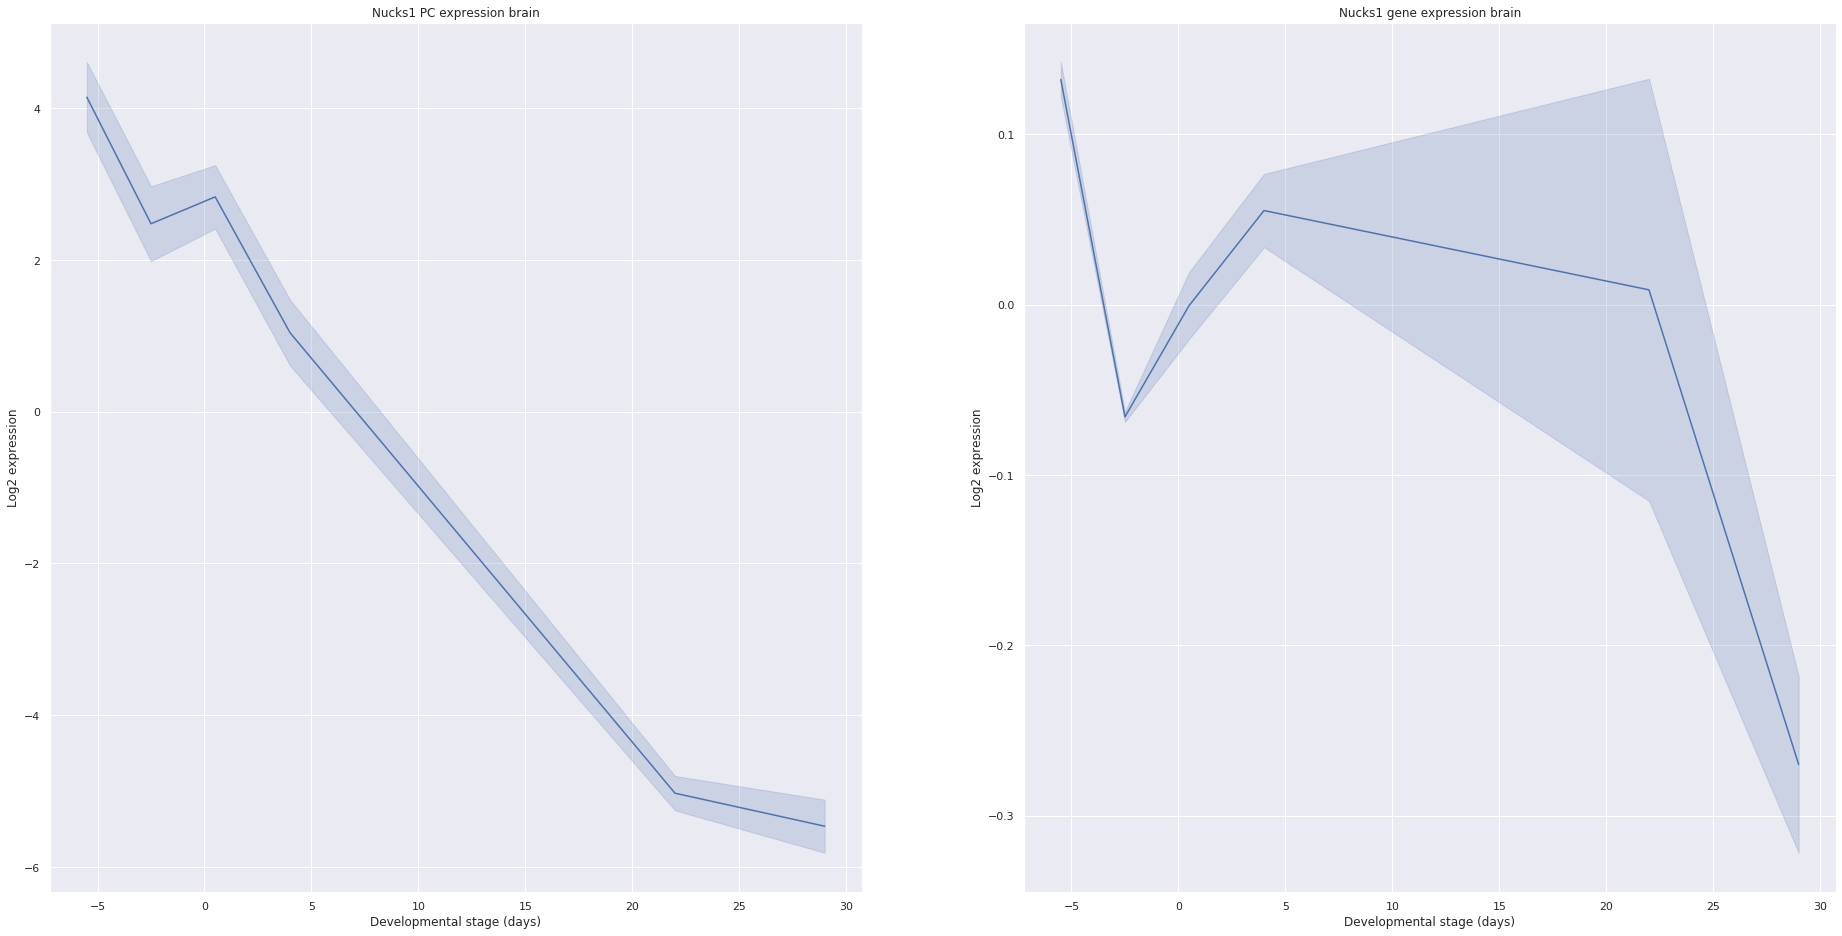 Nucks1 PC expression brain
Log2 expression
4
2
0
−2
−4
−6
−5 0 5 10 15 20 25 30
Developmental stage (days)
Nucks1 gene expression brain
Log2 expression
0.1
0.0
−0.1
−0.2
−0.3
−5 0 5 10 15 20 25 30
Developmental stage (days)